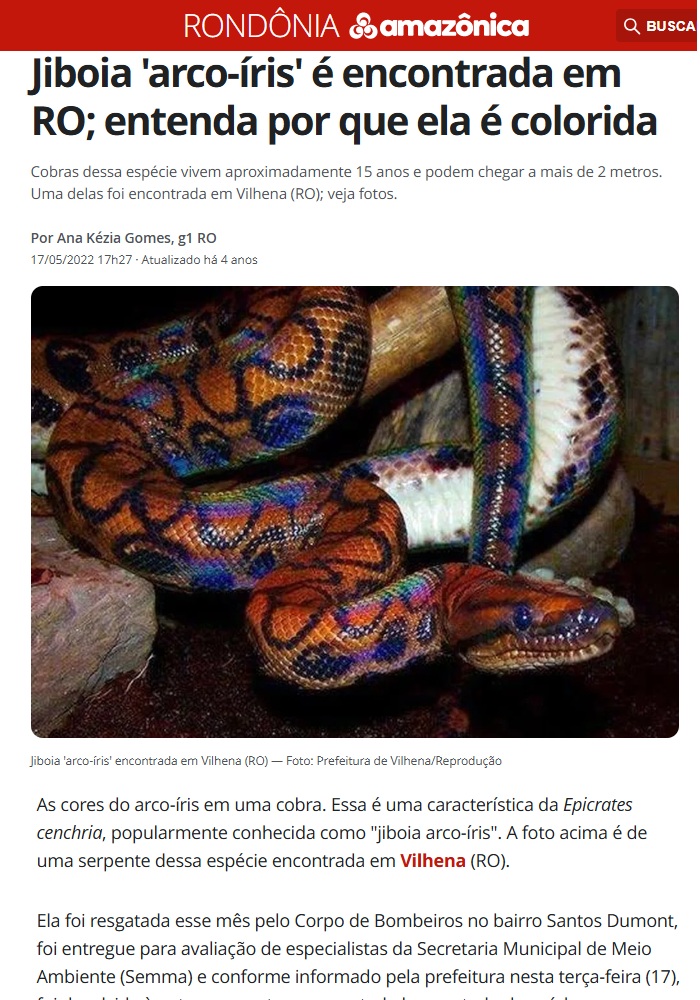 RONDÔNIA amazônica
BUSCA
Jiboia 'arco-íris' é encontrada em
RO; entenda por que ela é colorida
Cobras dessa espécie vivem aproximadamente 15 anos e podem chegar a mais de 2 metros.
Uma delas foi encontrada em Vilhena (RO); veja fotos.
Por Ana Kézia Gomes, g1 RO
17/05/2022 17h27 · Atualizado há 4 anos
Jiboia 'arco-íris' encontrada em Vilhena (RO) — Foto: Prefeitura de Vilhena/Reprodução
As cores do arco-íris em uma cobra. Essa é uma característica da Epicrates
cenchria, popularmente conhecida como "jiboia arco-íris". A foto acima é de
uma serpente dessa espécie encontrada em Vilhena (RO).
Ela foi resgatada esse mês pelo Corpo de Bombeiros no bairro Santos Dumont,
foi entregue para avaliação de especialistas da Secretaria Municipal de Meio
Ambiente (Semma) e conforme informado pela prefeitura nesta terça-feira (17),